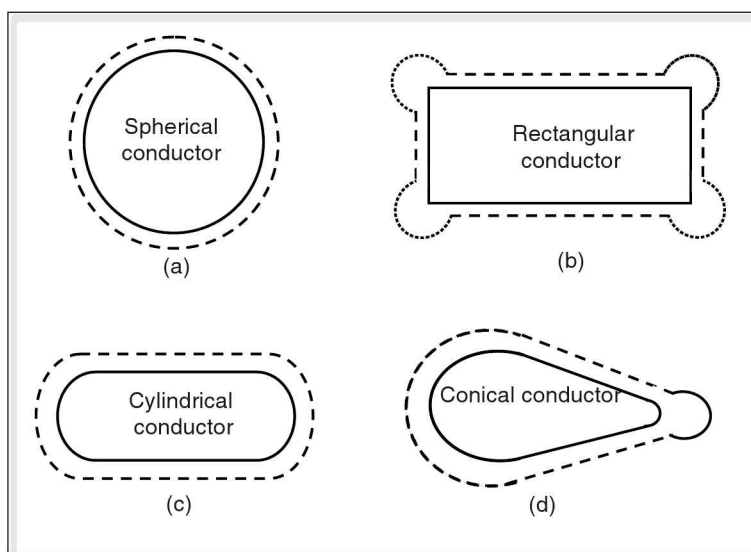 Spherical
conductor
(a)
Rectangular
conductor
(b)
Cylindrical
conductor
(c)
Conical conductor
(d)